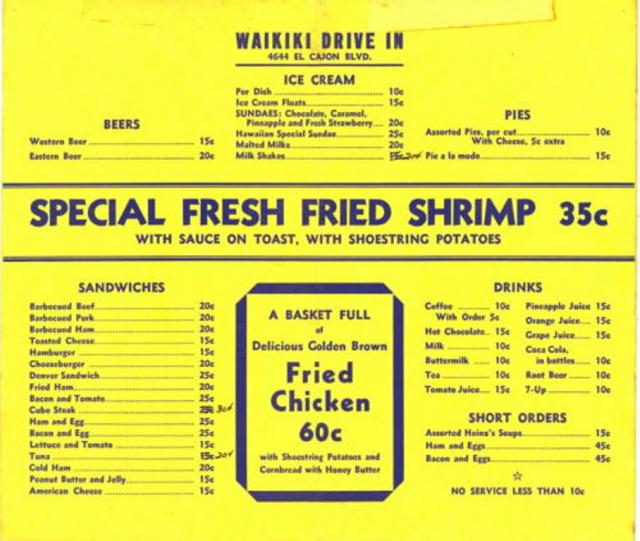 WAIKIKI DRIVE IN
4644 EL CAJON BLVD.
ICE CREAM
Per Dish 10c
Ice Cream Floats 15c
SUNDAES: Chocolate, Caramel,
Pineapple and Fresh Strawberry 20c
Hawaiian Special Sundae 25c
Malted Milks 20c
Milk Shakes 15c 20¢
BEERS
Western Beer 15c
Eastern Beer 20c
PIES
Assorted Pies, per cut 10c
With Cheese, 5c extra
Pie a la mode 15c
SPECIAL FRESH FRIED SHRIMP 35c
WITH SAUCE ON TOAST, WITH SHOESTRING POTATOES
SANDWICHES
Barbecued Beef 20c
Barbecued Pork 20c
Barbecued Ham 20c
Toasted Cheese 15c
Hamburger 15c
Cheeseburger 20c
Denver Sandwich 25c
Fried Ham 20c
Bacon and Tomato 25c
Cube Steak 25c 30¢
Ham and Egg 25c
Bacon and Egg 25c
Lettuce and Tomato 15c
Tuna 15c 20¢
Cold Ham 20c
Peanut Butter and Jelly 15c
American Cheese 15c
A BASKET FULL
of
Delicious Golden Brown
Fried
Chicken
60c
with Shoestring Potatoes and
Cornbread with Honey Butter
DRINKS
Coffee 10c
With Order 5c
Hot Chocolate 15c
Milk 10c
Buttermilk 10c
Tea 10c
Tomato Juice 15c
Pineapple Juice 15c
Orange Juice 15c
Grape Juice 15c
Coca Cola,
in bottles 10c
Root Beer 10c
7-Up 10c
SHORT ORDERS
Assorted Heinz's Soups 15c
Ham and Eggs 45c
Bacon and Eggs 45c
☆
NO SERVICE LESS THAN 10c